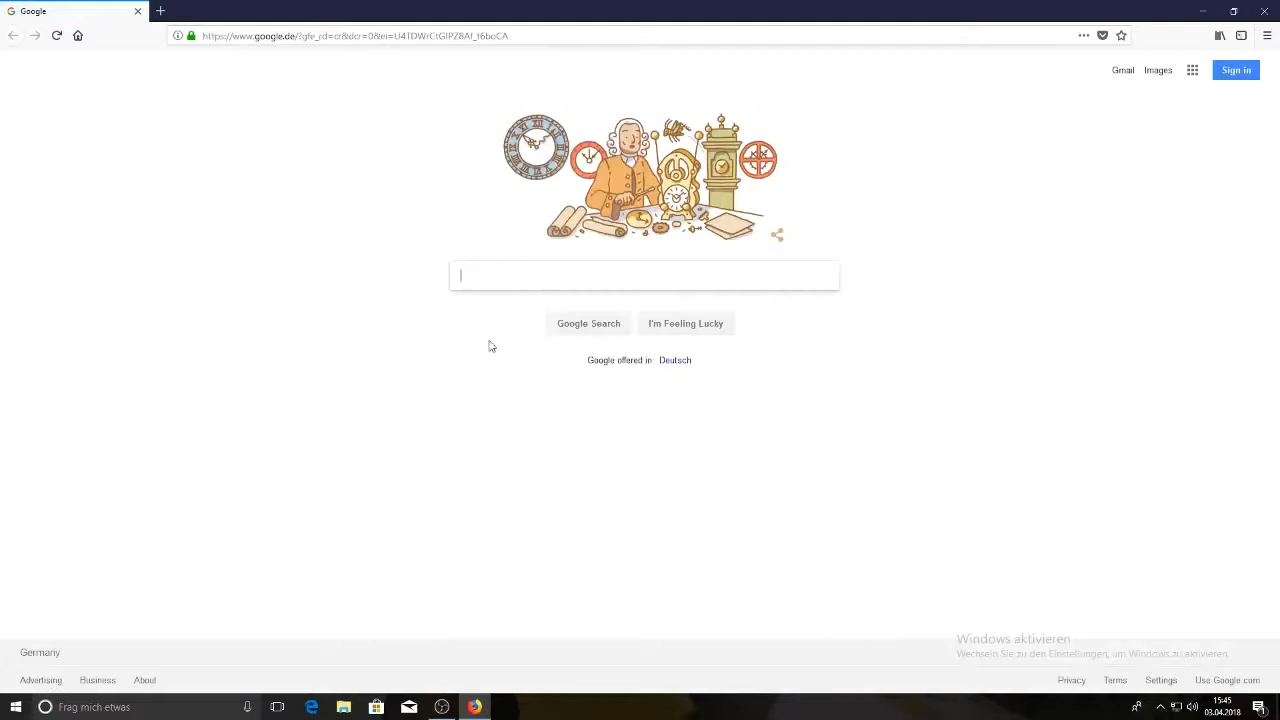 Google
https://www.google.de/?gfe_rd=cr&dcr=0&ei=U4TDWrCtGIPZ8Af_t6boCA
Gmail Images Sign in
Google Search I'm Feeling Lucky
Google offered in: Deutsch
Windows aktivieren
Wechseln Sie zu den Einstellungen, um Windows zu aktivieren.
Germany
Advertising Business About Privacy Terms Settings Use Google.com
Frag mich etwas
15:45
03.04.2018